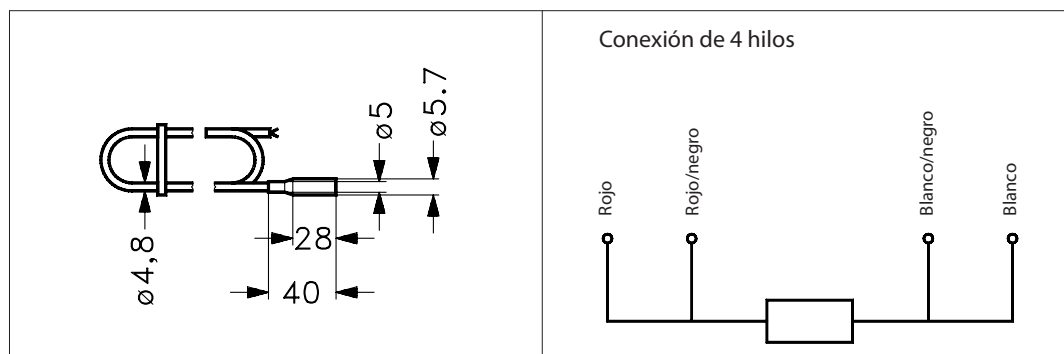 Conexión de 4 hilos
ø5
ø5.7
ø4,8
28
40
Rojo
Rojo/negro
Blanco/negro
Blanco